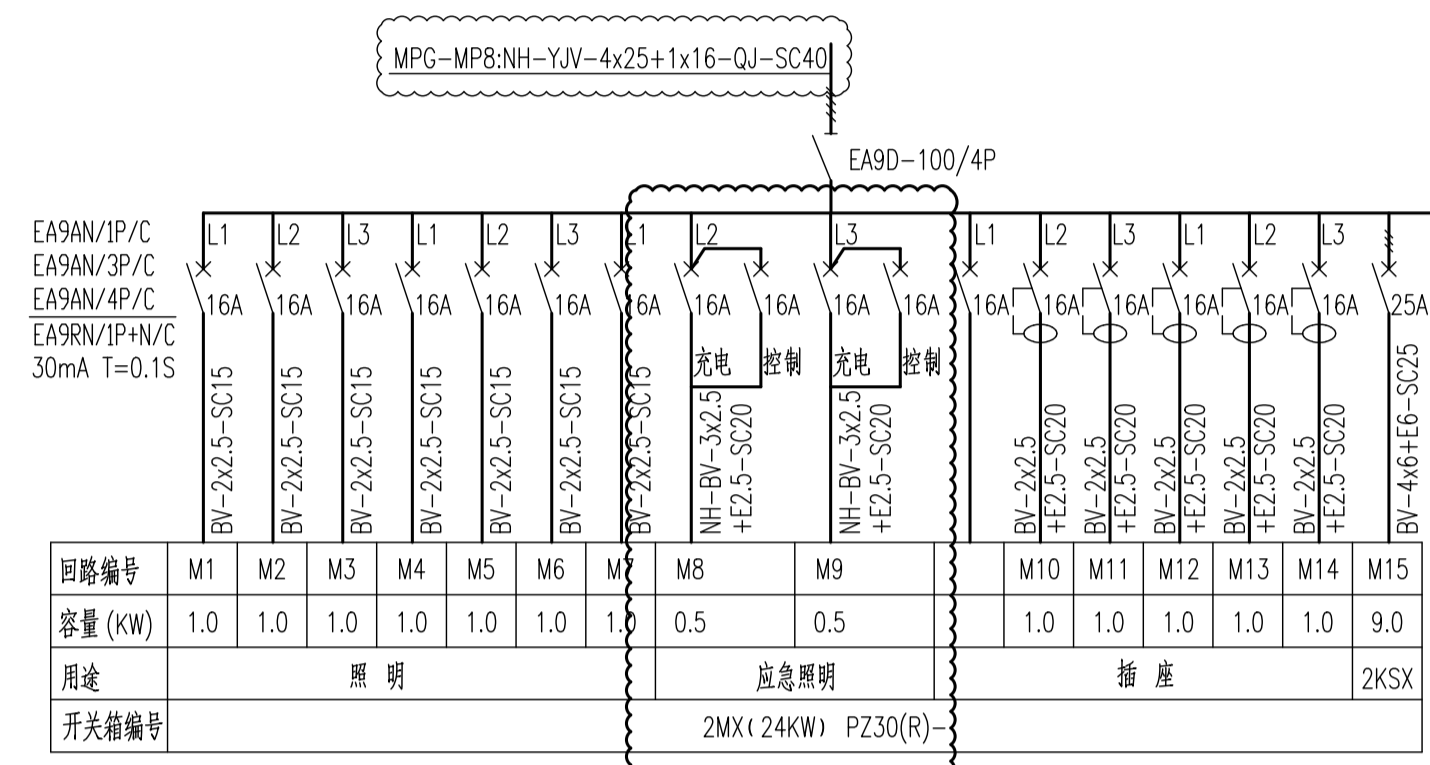 MPG-MP8:NH-YJV-4x25+1x16-QJ-SC40
EA9D-100/4P
EA9AN/1P/C
EA9AN/3P/C
EA9AN/4P/C
EA9RN/1P+N/C
30mA T=0.1S
L1 L2 L3 L1 L2 L3 L1 L2 L3 L1 L2 L3 L1 L2 L3
16A 16A 16A 16A 16A 16A 16A 16A 16A 16A 16A 16A 16A 16A 16A 16A 16A 25A
充电 控制 充电 控制
BV-2x2.5-SC15
BV-2x2.5-SC15
BV-2x2.5-SC15
BV-2x2.5-SC15
BV-2x2.5-SC15
BV-2x2.5-SC15
BV-2x2.5-SC15
NH-BV-3x2.5
+E2.5-SC20
NH-BV-3x2.5
+E2.5-SC20
BV-2x2.5
+E2.5-SC20
BV-2x2.5
+E2.5-SC20
BV-2x2.5
+E2.5-SC20
BV-2x2.5
+E2.5-SC20
BV-2x2.5
+E2.5-SC20
BV-4x6+E6-SC25
回路编号 M1 M2 M3 M4 M5 M6 M7 M8 M9 M10 M11 M12 M13 M14 M15
容量(KW) 1.0 1.0 1.0 1.0 1.0 1.0 1.0 0.5 0.5 1.0 1.0 1.0 1.0 1.0 9.0
用途 照 明 应急照明 插 座 2KSX
开关箱编号 2MX(24KW) PZ30(R)-